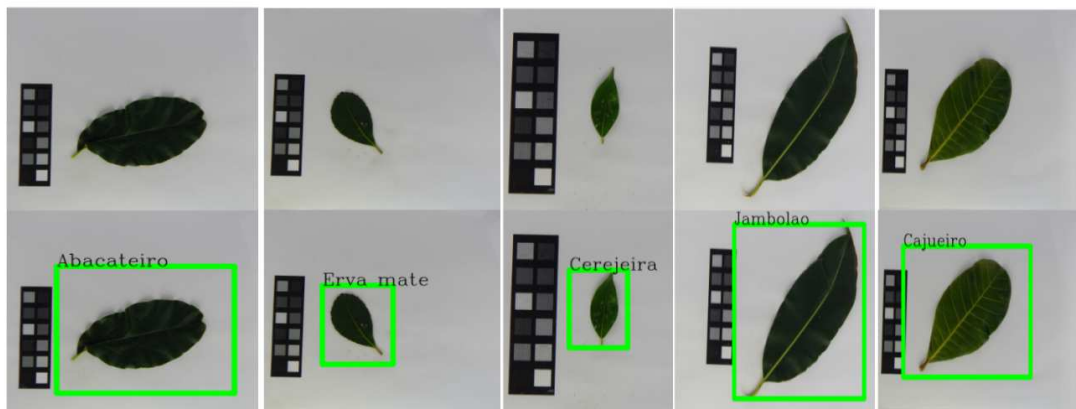 Abacateiro
Erva mate
Cerejeira
Jambolao
Cajueiro